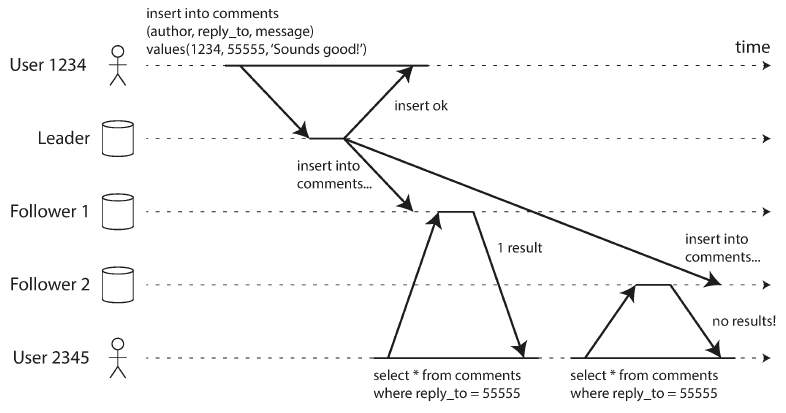 insert into comments
(author, reply_to, message)
values(1234, 55555, ‘Sounds good!’)
time
User 1234
insert ok
Leader
insert into
comments...
Follower 1
insert into
comments...
1 result
Follower 2
no results!
User 2345
select * from comments
where reply_to = 55555
select * from comments
where reply_to = 55555